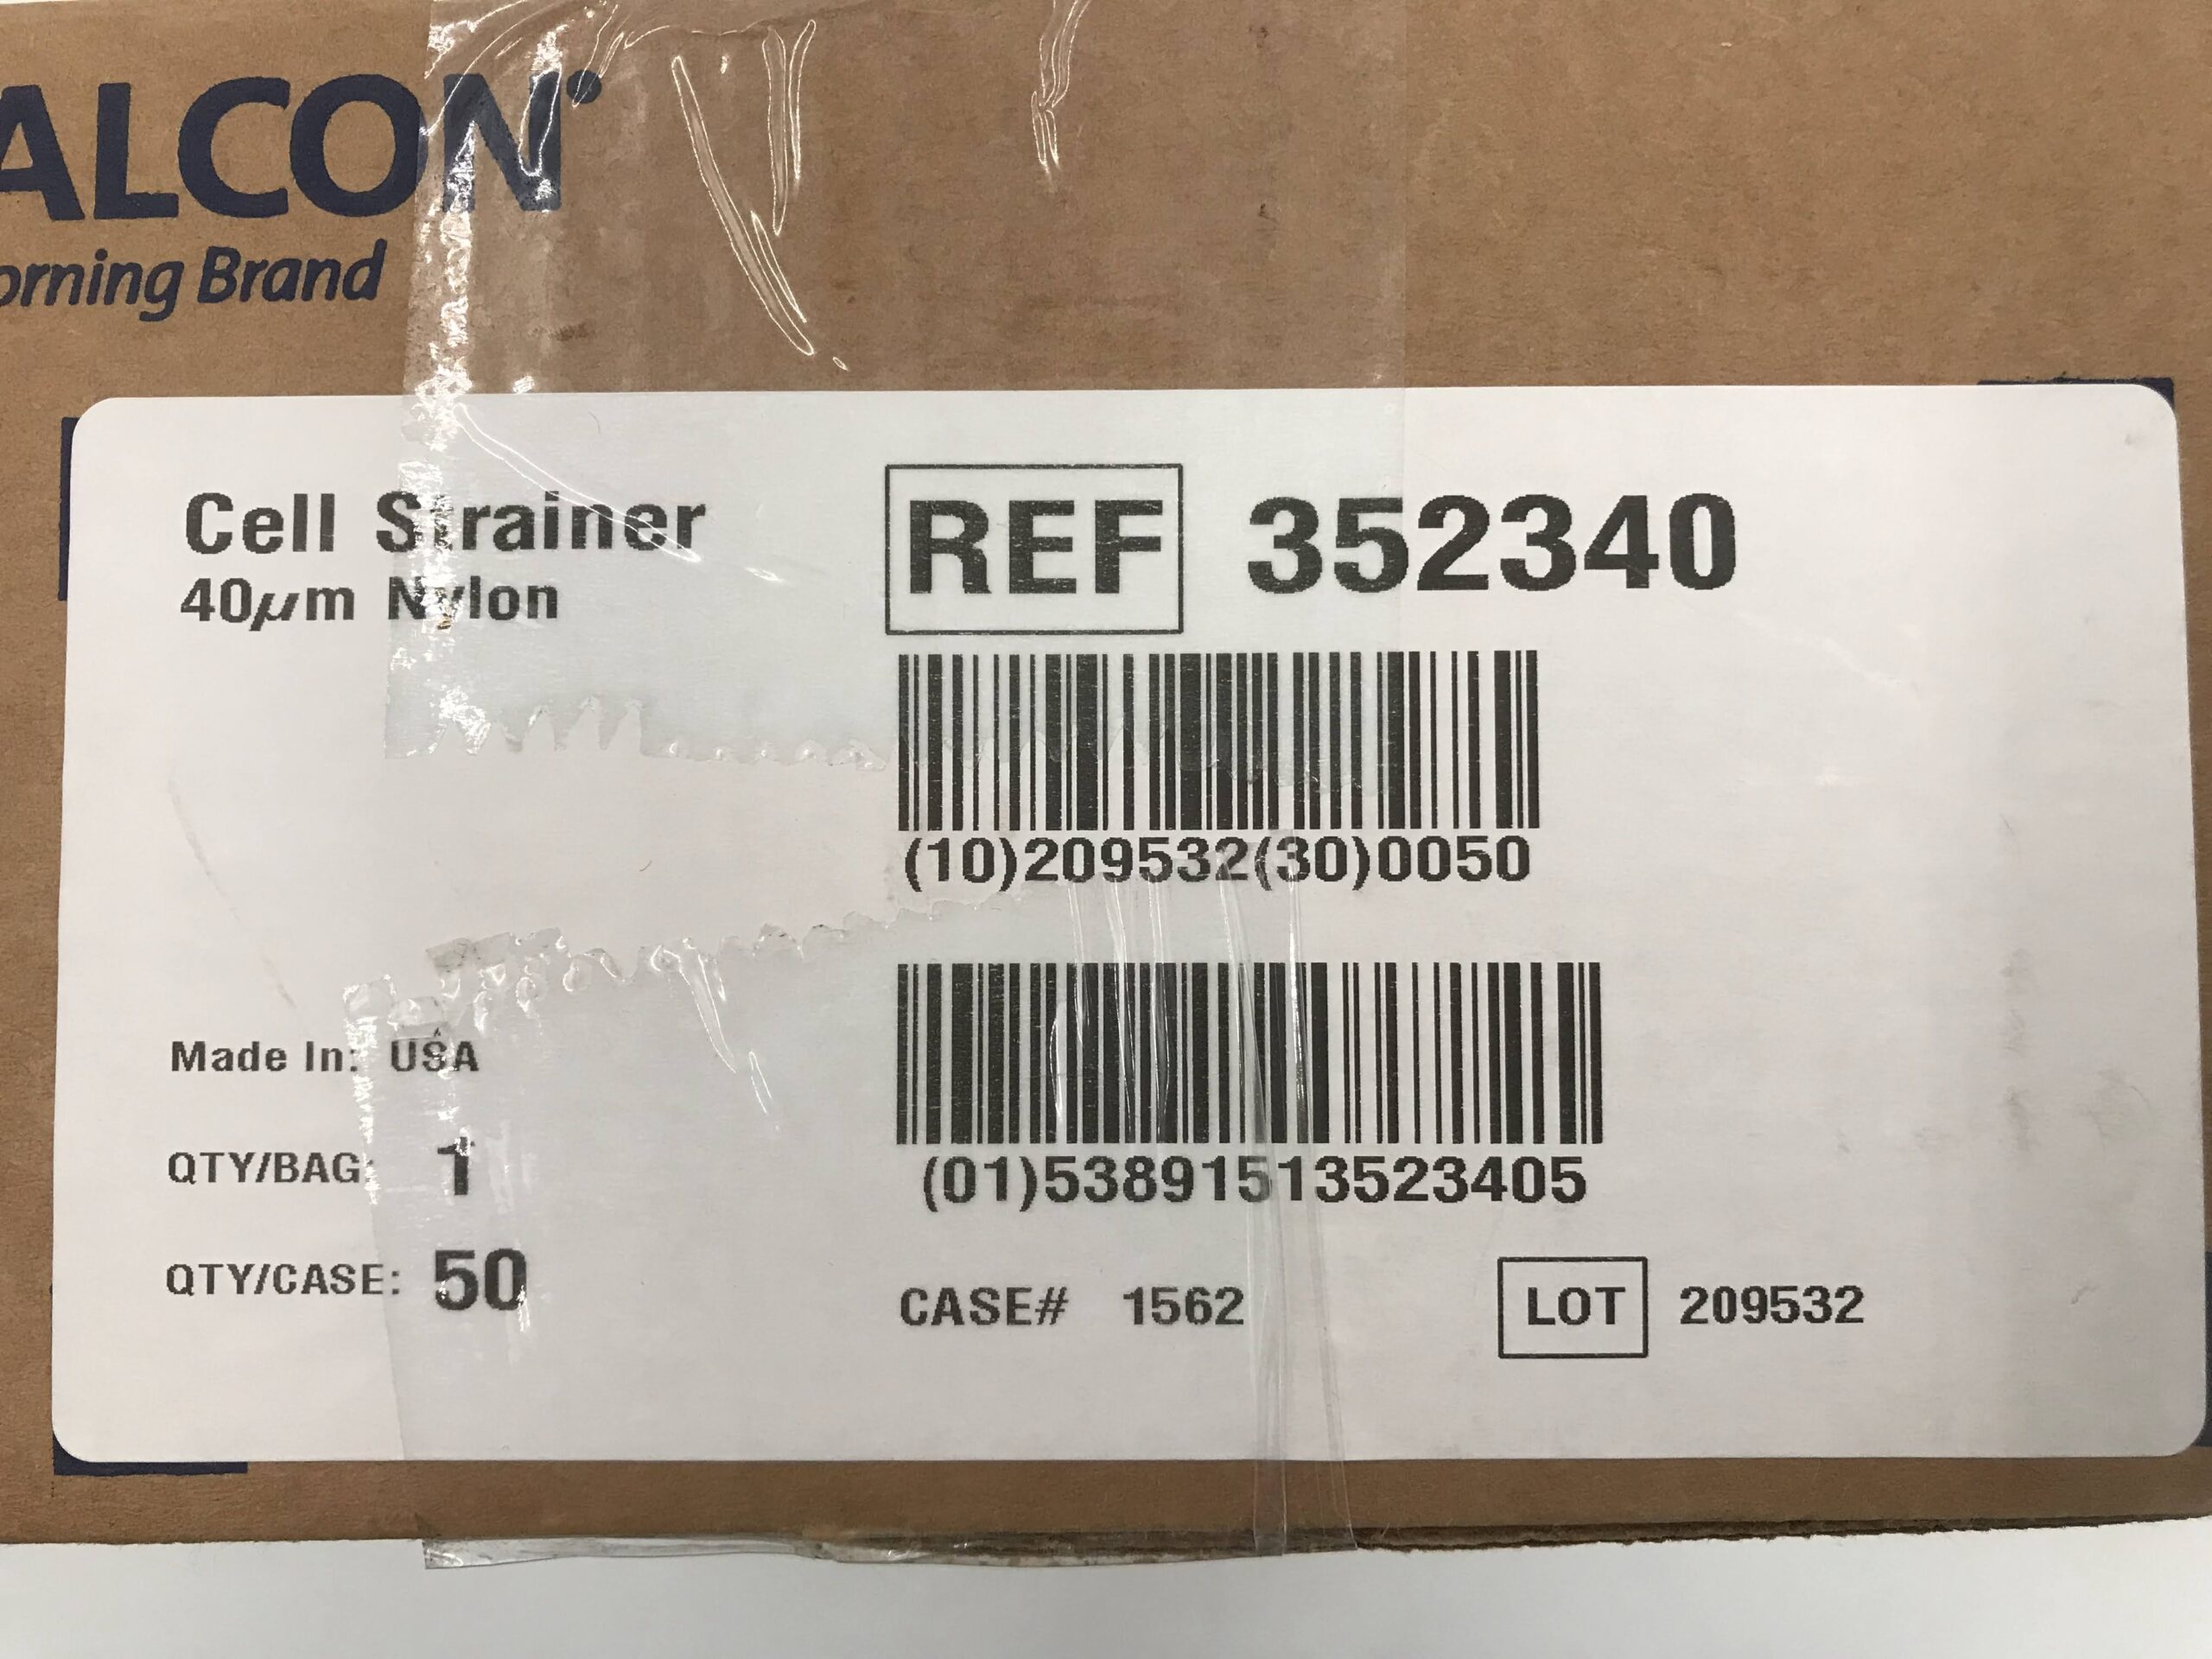 ALCON
orning Brand
Cell Strainer
40µm Nylon
REF 352340
(10)209532(30)0050
(01)53891513523405
Made In: USA
QTY/BAG: 1
QTY/CASE: 50
CASE# 1562
LOT 209532